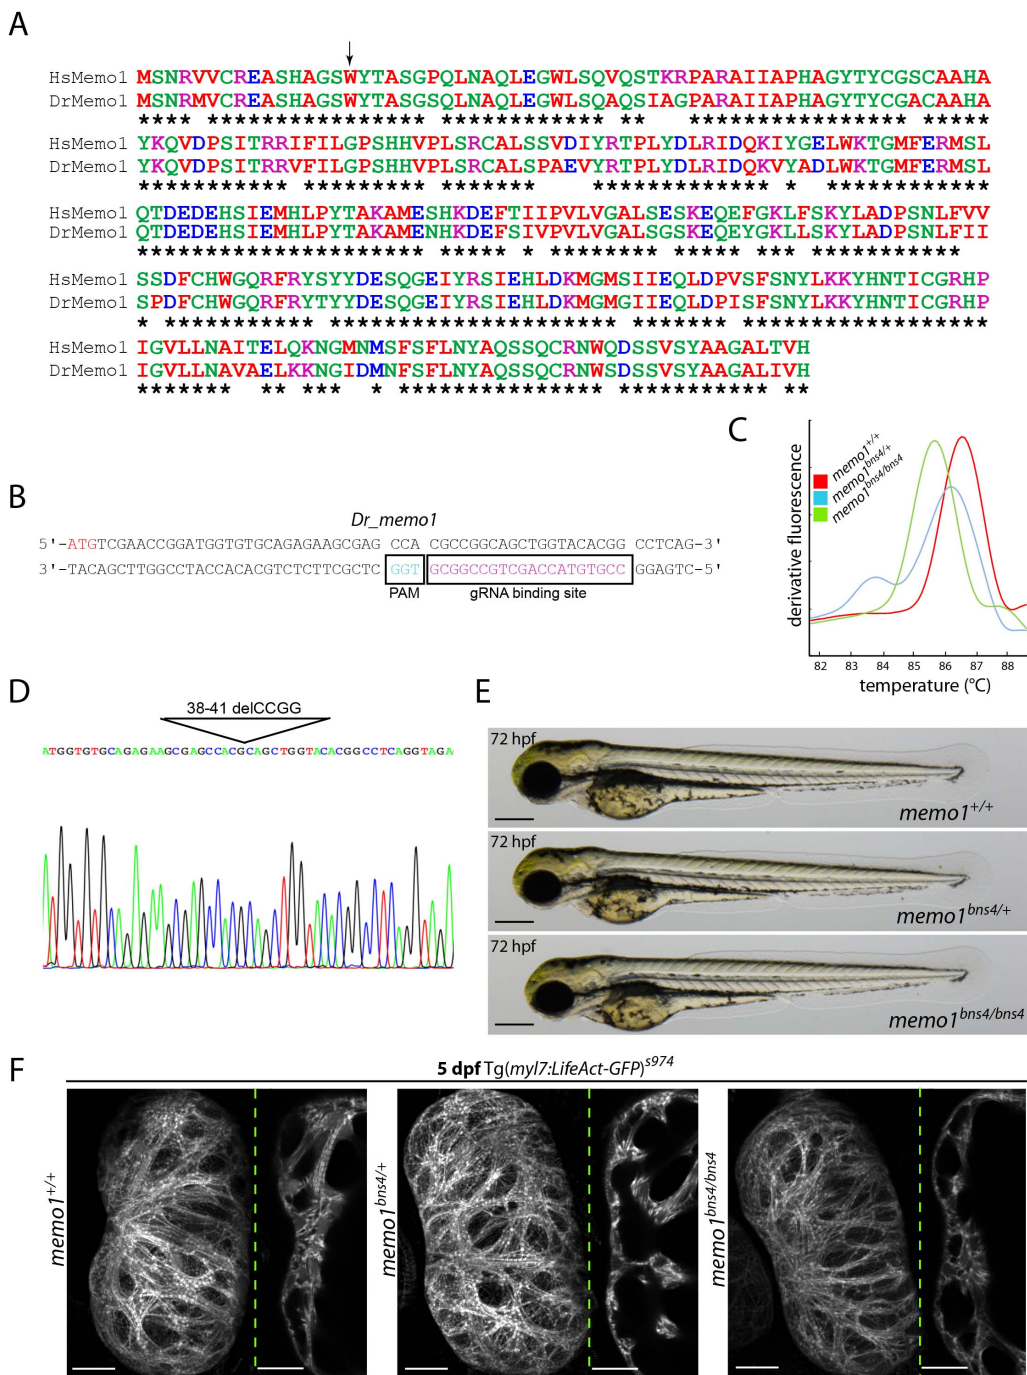 A
HsMemo1 MSNRVVCREASHAGSWYTASGPQLNAQLEGWLSQVQSTKRPARAIIAPHAGYTYCGSCAAHA
DrMemo1 MSNRMVCREASHAGSWYTASGSQLNAQLEGWLSQAQSIAGPARAIIAPHAGYTYCGACAAHA
**** ***************** ************ ** ****************** *****
HsMemo1 YKQVDPSITRRIFILGPSHHVPLSRCALSSVDIYRTPLYDLRIDQKIYGELWKTGMFERMSL
DrMemo1 YKQVDPSITRRVFILGPSHHVPLSRCALSPAEVYRTPLYDLRIDQKVYADLWKTGMFERMSL
*********** ***************** ************* * ************
HsMemo1 QTDEDEHSIEMHLPYTAKAMESHKDEFTIIPVLVGALSESKEQEFGKLFSKYLADPSNLFVV
DrMemo1 QTDEDEHSIEMHLPYTAKAMENHKDEFSIVPVLVGALSGSKEQEYGKLLSKYLADPSNLFII
********************* ***** * ******** ***** *** ***********
HsMemo1 SSDFCHWGQRFRYSYYDESQGEIYRSIEHLDKMGMSIIEQLDPVSFSNYLKKYHNTICGRHP
DrMemo1 SPDFCHWGQRFRYTYYDESQGEIYRSIEHLDKMGMGIIEQLDPISFSNYLKKYHNTICGRHP
* *********** ********************* ******* ******************
HsMemo1 IGVLLNAITELQKNGMNMSFSFLNYAQSSQCRNWQDSSVSYAAGALTVH
DrMemo1 IGVLLNAVAELKKNGIDMNFSFLNYAQSSQCRNWSDSSVSYAAGALIVH
******* ** *** * *************** *********** **
B
Dr_memo1
5'-ATGTCGAACCGGATGGTGTGCAGAGAAGCGAG CCA CGCCGGCAGCTGGTACACGG CCTCAG-3'
3'-TACAGCTTGGCCTACCACACGTCTCTTCGCTC GGT GCGGCCGTCGACCATGTGCC GGAGTC-5'
PAM gRNA binding site
C
derivative fluorescence
memo1+/+
memo1bns4/+
memo1bns4/bns4
82 83 84 85 86 87 88
temperature (°C)
D
38-41 delCCGG
ATGGTGTGCAGAGAAGCGAGCCACGCAGCTGGTACACGGCCTCAGGTAGA
E
72 hpf
memo1+/+
72 hpf
memo1bns4/+
72 hpf
memo1bns4/bns4
F
5 dpf Tg(myl7:LifeAct-GFP)s974
memo1+/+
memo1bns4/+
memo1bns4/bns4